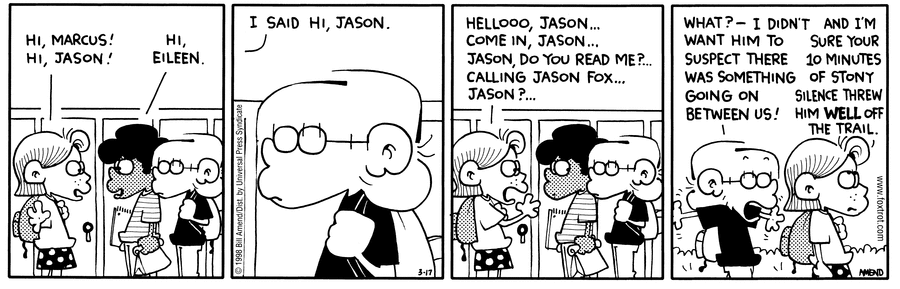 HI, MARCUS!
HI, JASON!
HI,
EILEEN.
I SAID HI, JASON.
© 1998 Bill Amend/Dist. by Universal Press Syndicate
3-17
HELLOOO, JASON...
COME IN, JASON...
JASON, DO YOU READ ME?...
CALLING JASON FOX...
JASON?...
WHAT?– I DIDN'T
WANT HIM TO
SUSPECT THERE
WAS SOMETHING
GOING ON
BETWEEN US!
AND I'M
SURE YOUR
10 MINUTES
OF STONY
SILENCE THREW
HIM WELL OFF
THE TRAIL.
www.foxtrot.com
AMEND